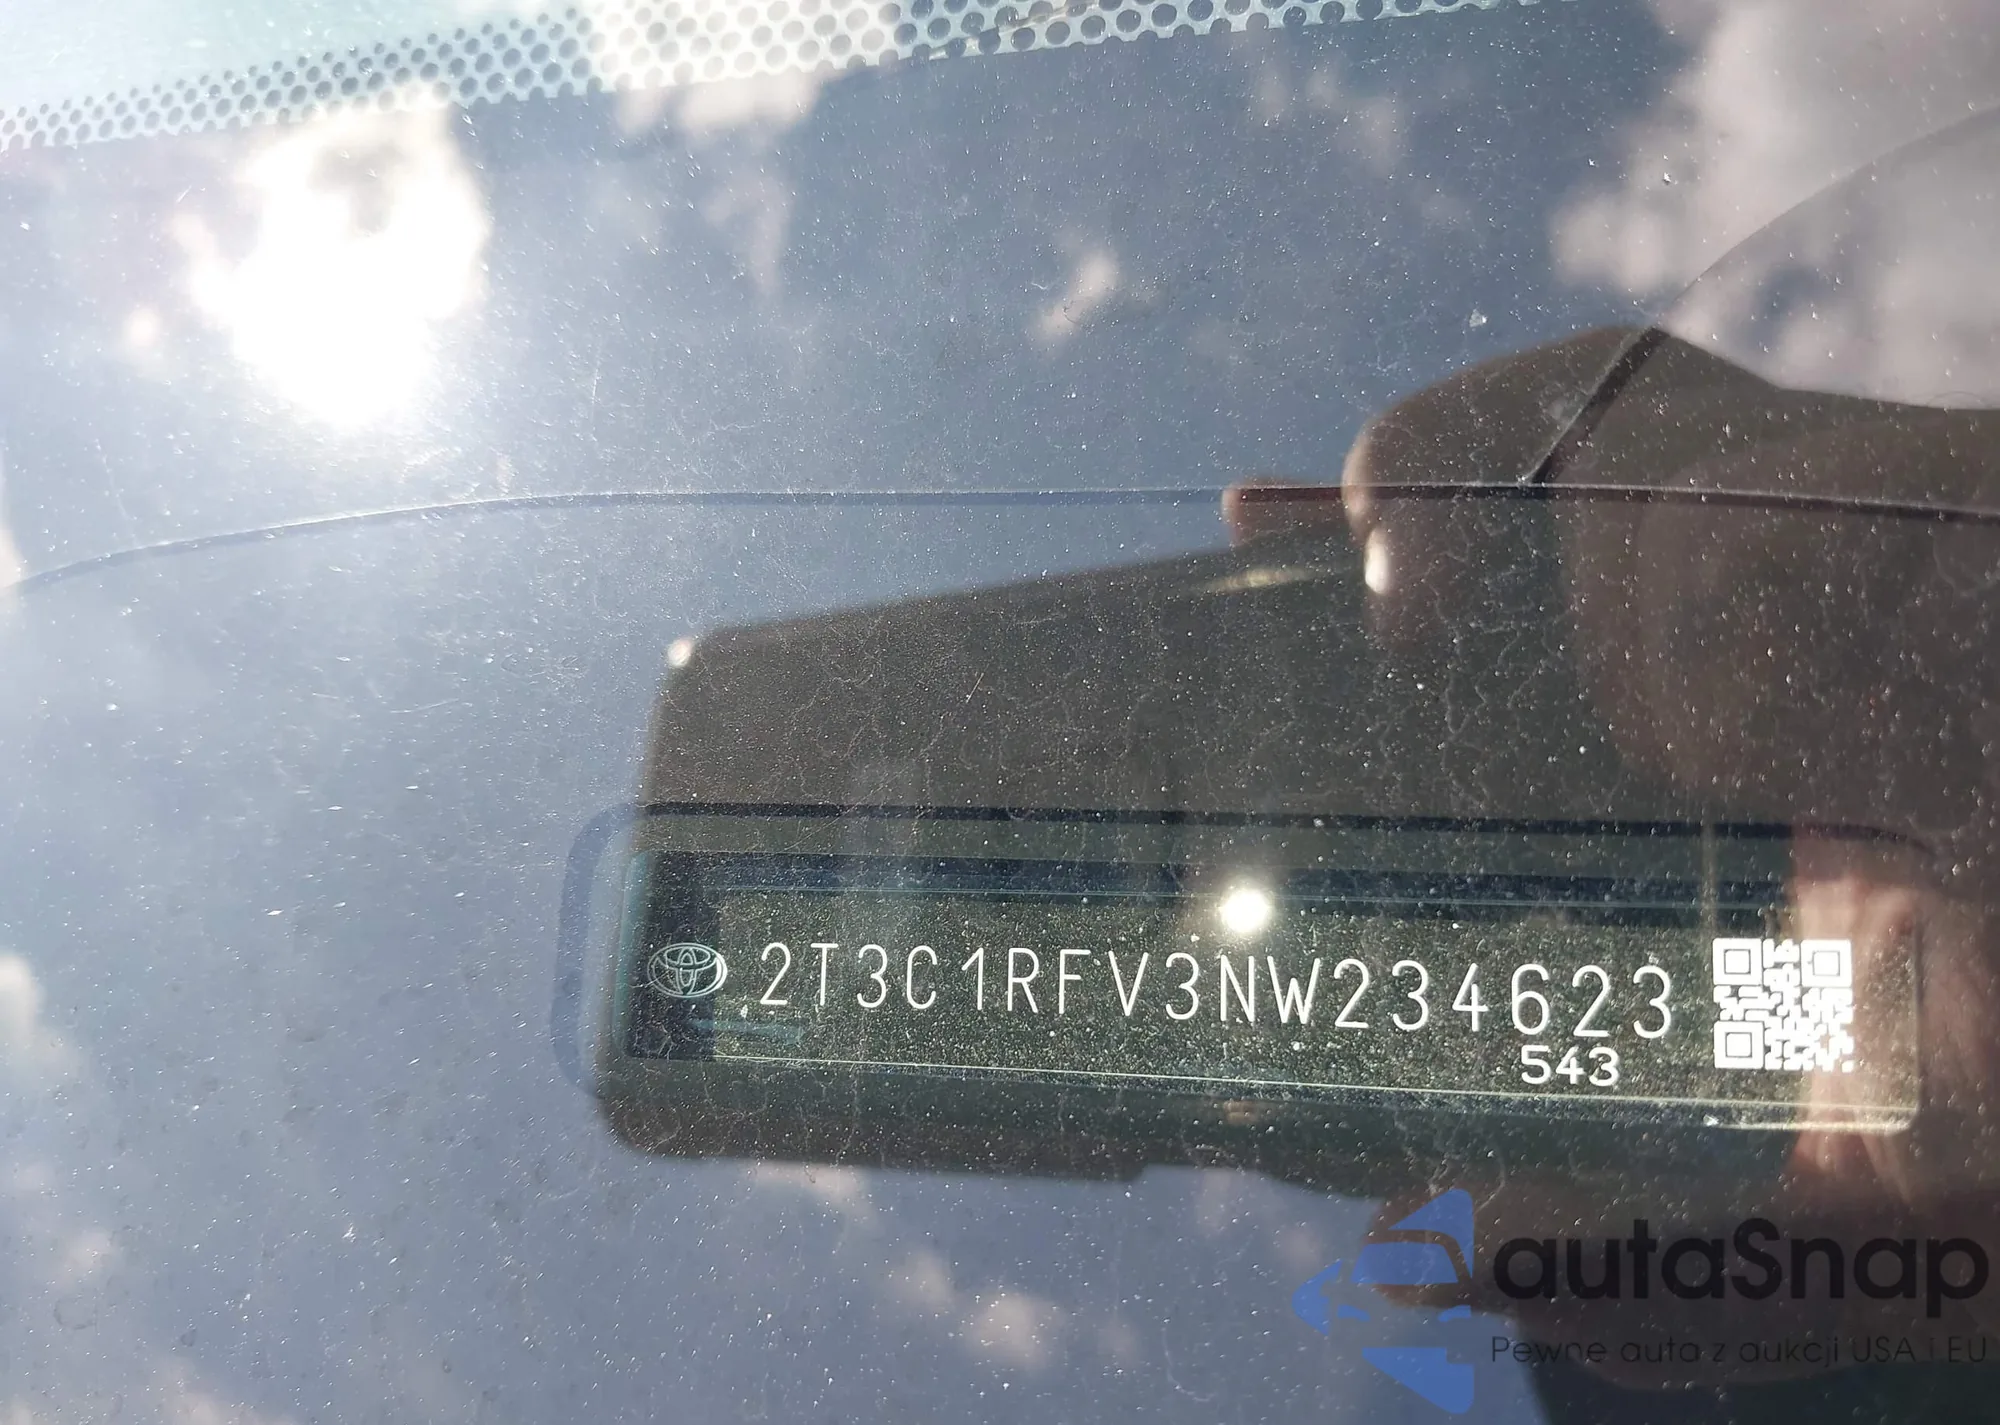 2T3C1RFV3NW234623
543
autaSnap
Pewne auta z aukcji USA i EU